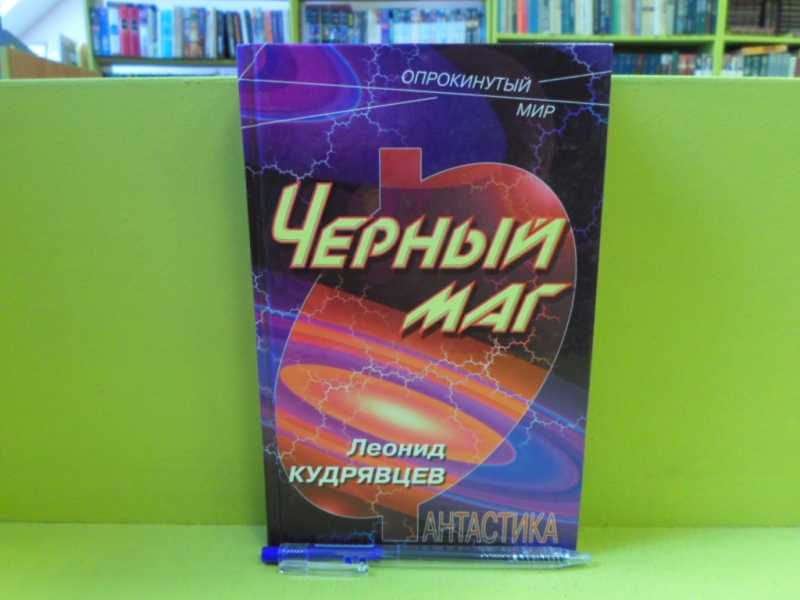 ОПРОКИНУТЫЙ
МИР
ЧЕРНЫЙ
МАГ
Леонид
КУДРЯВЦЕВ
ФАНТАСТИКА